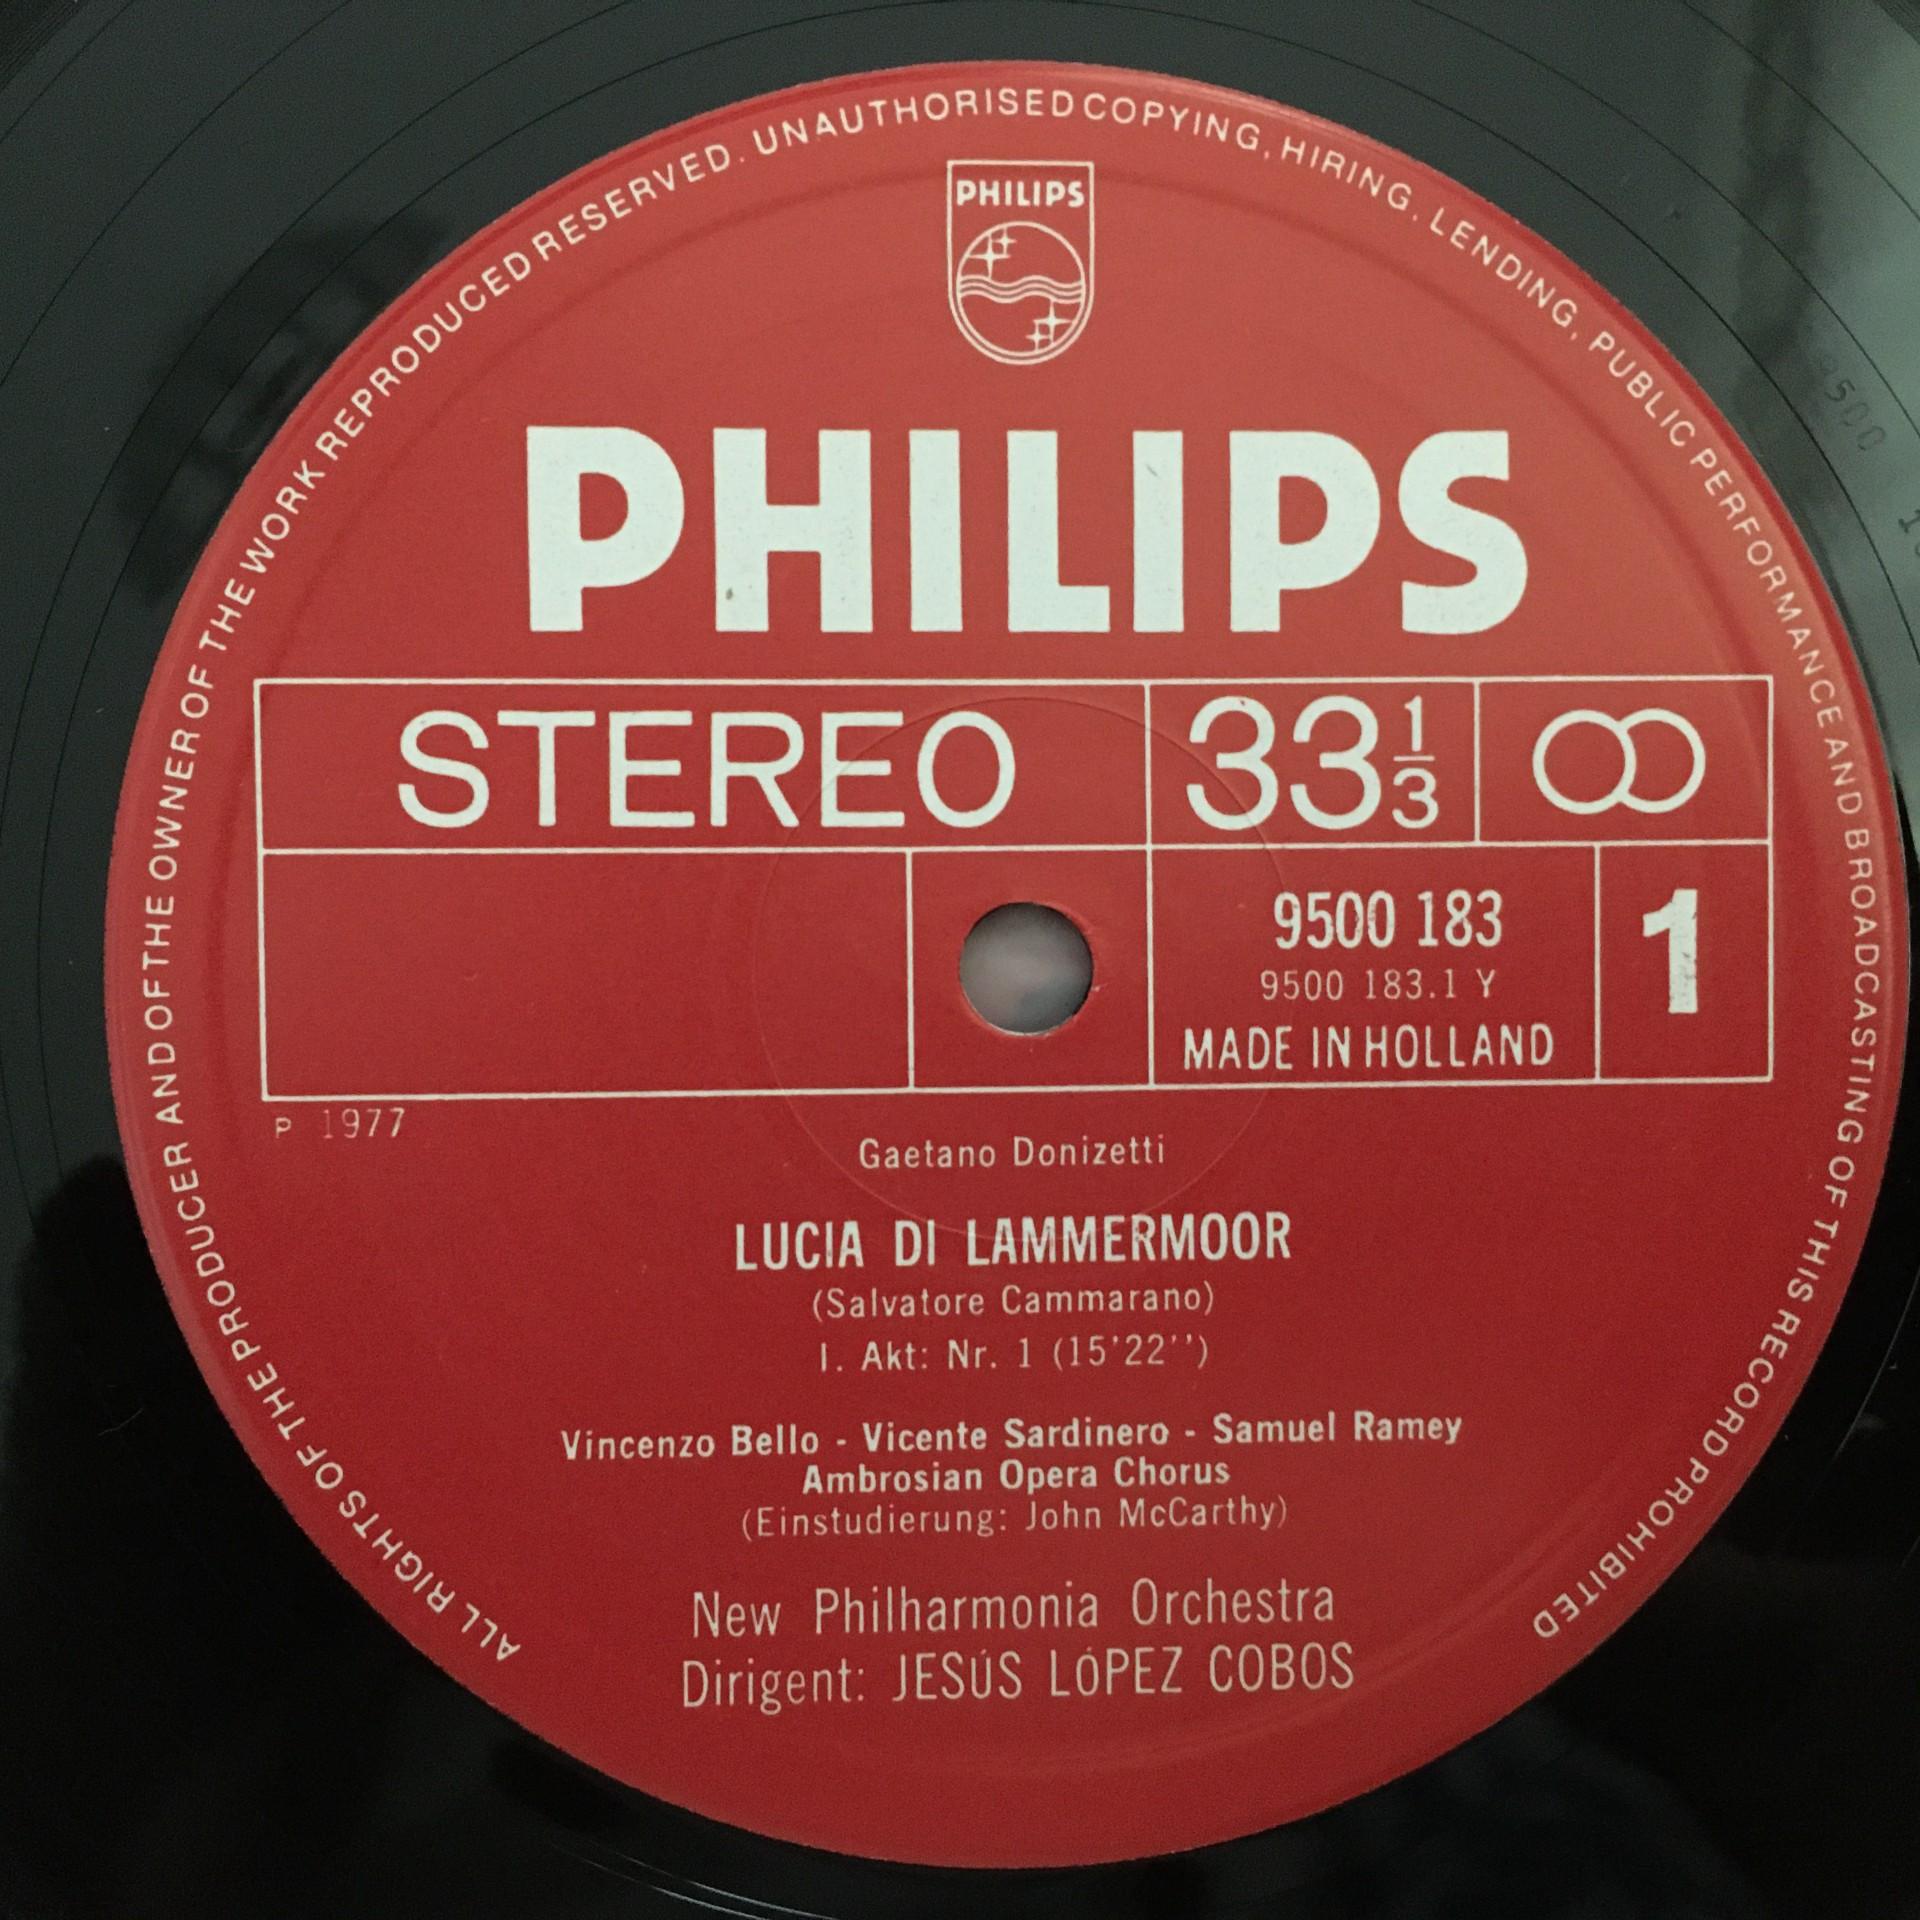 ALL RIGHTS OF THE PRODUCER AND OF THE OWNER OF THE WORK REPRODUCED RESERVED. UNAUTHORISED COPYING, HIRING, LENDING, PUBLIC PERFORMANCE AND BROADCASTING OF THIS RECORD PROHIBITED
PHILIPS
PHILIPS
STEREO 33 1/3
9500 183 1
9500 183.1 Y
MADE IN HOLLAND
P 1977
Gaetano Donizetti
LUCIA DI LAMMERMOOR
(Salvatore Cammarano)
I. Akt: Nr. 1 (15'22'')
Vincenzo Bello - Vicente Sardinero - Samuel Ramey
Ambrosian Opera Chorus
(Einstudierung: John McCarthy)
New Philharmonia Orchestra
Dirigent: JESÚS LÓPEZ COBOS